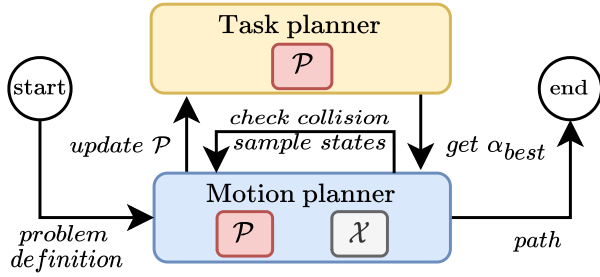 Task planner
𝒫
start
end
check collision
sample states
update 𝒫
get α_best
Motion planner
𝒫
𝒳
problem
definition
path